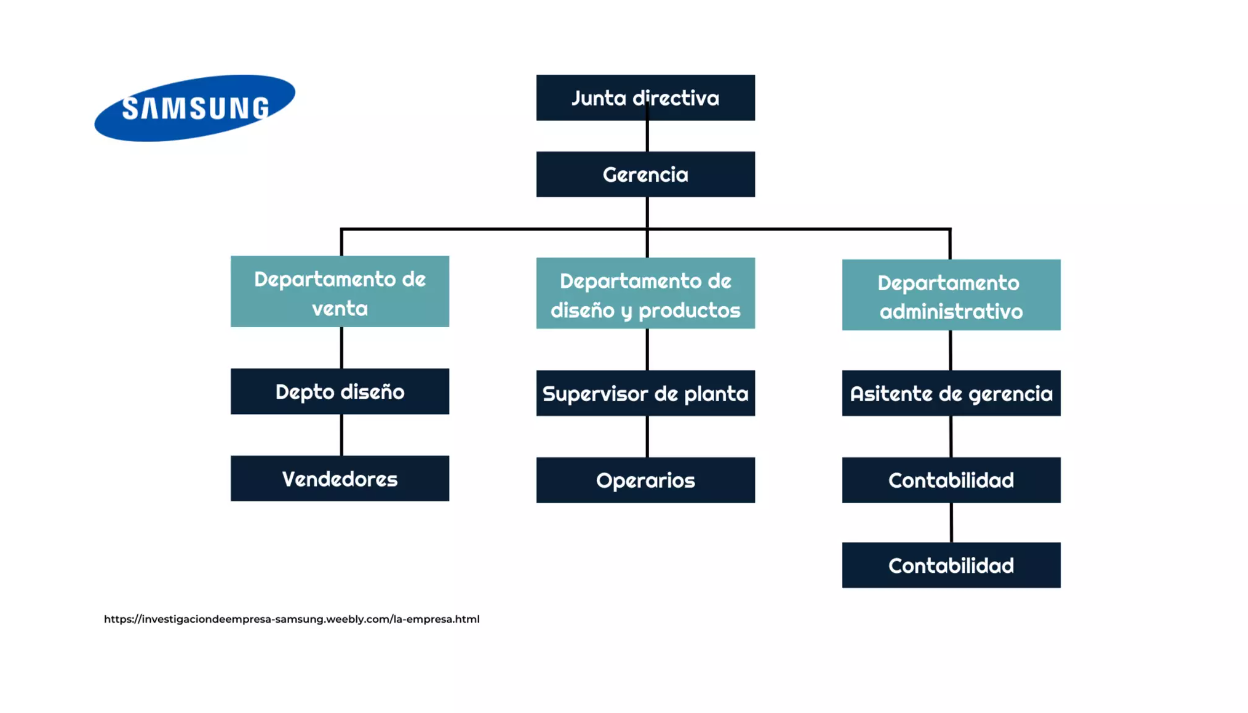 SAMSUNG
Junta directiva
Gerencia
Departamento de
venta
Departamento de
diseño y productos
Departamento
administrativo
Depto diseño
Supervisor de planta
Asitente de gerencia
Vendedores
Operarios
Contabilidad
Contabilidad
https://investigaciondeempresa-samsung.weebly.com/la-empresa.html